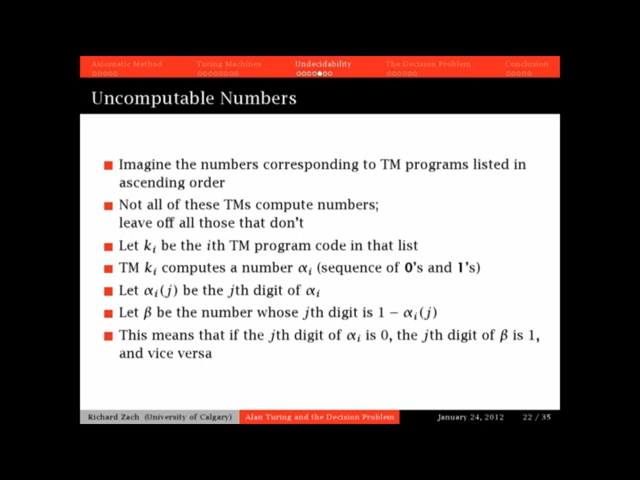 Axiomatic Method Turing Machines Undecidability The Decision Problem Conclusion
Uncomputable Numbers
Imagine the numbers corresponding to TM programs listed in
ascending order
Not all of these TMs compute numbers;
leave off all those that don't
Let kᵢ be the ith TM program code in that list
TM kᵢ computes a number αᵢ (sequence of 0's and 1's)
Let αᵢ(j) be the jth digit of αᵢ
Let β be the number whose jth digit is 1 − αᵢ(j)
This means that if the jth digit of αᵢ is 0, the jth digit of β is 1,
and vice versa
Richard Zach (University of Calgary) Alan Turing and the Decision Problem January 24, 2012 22 / 35